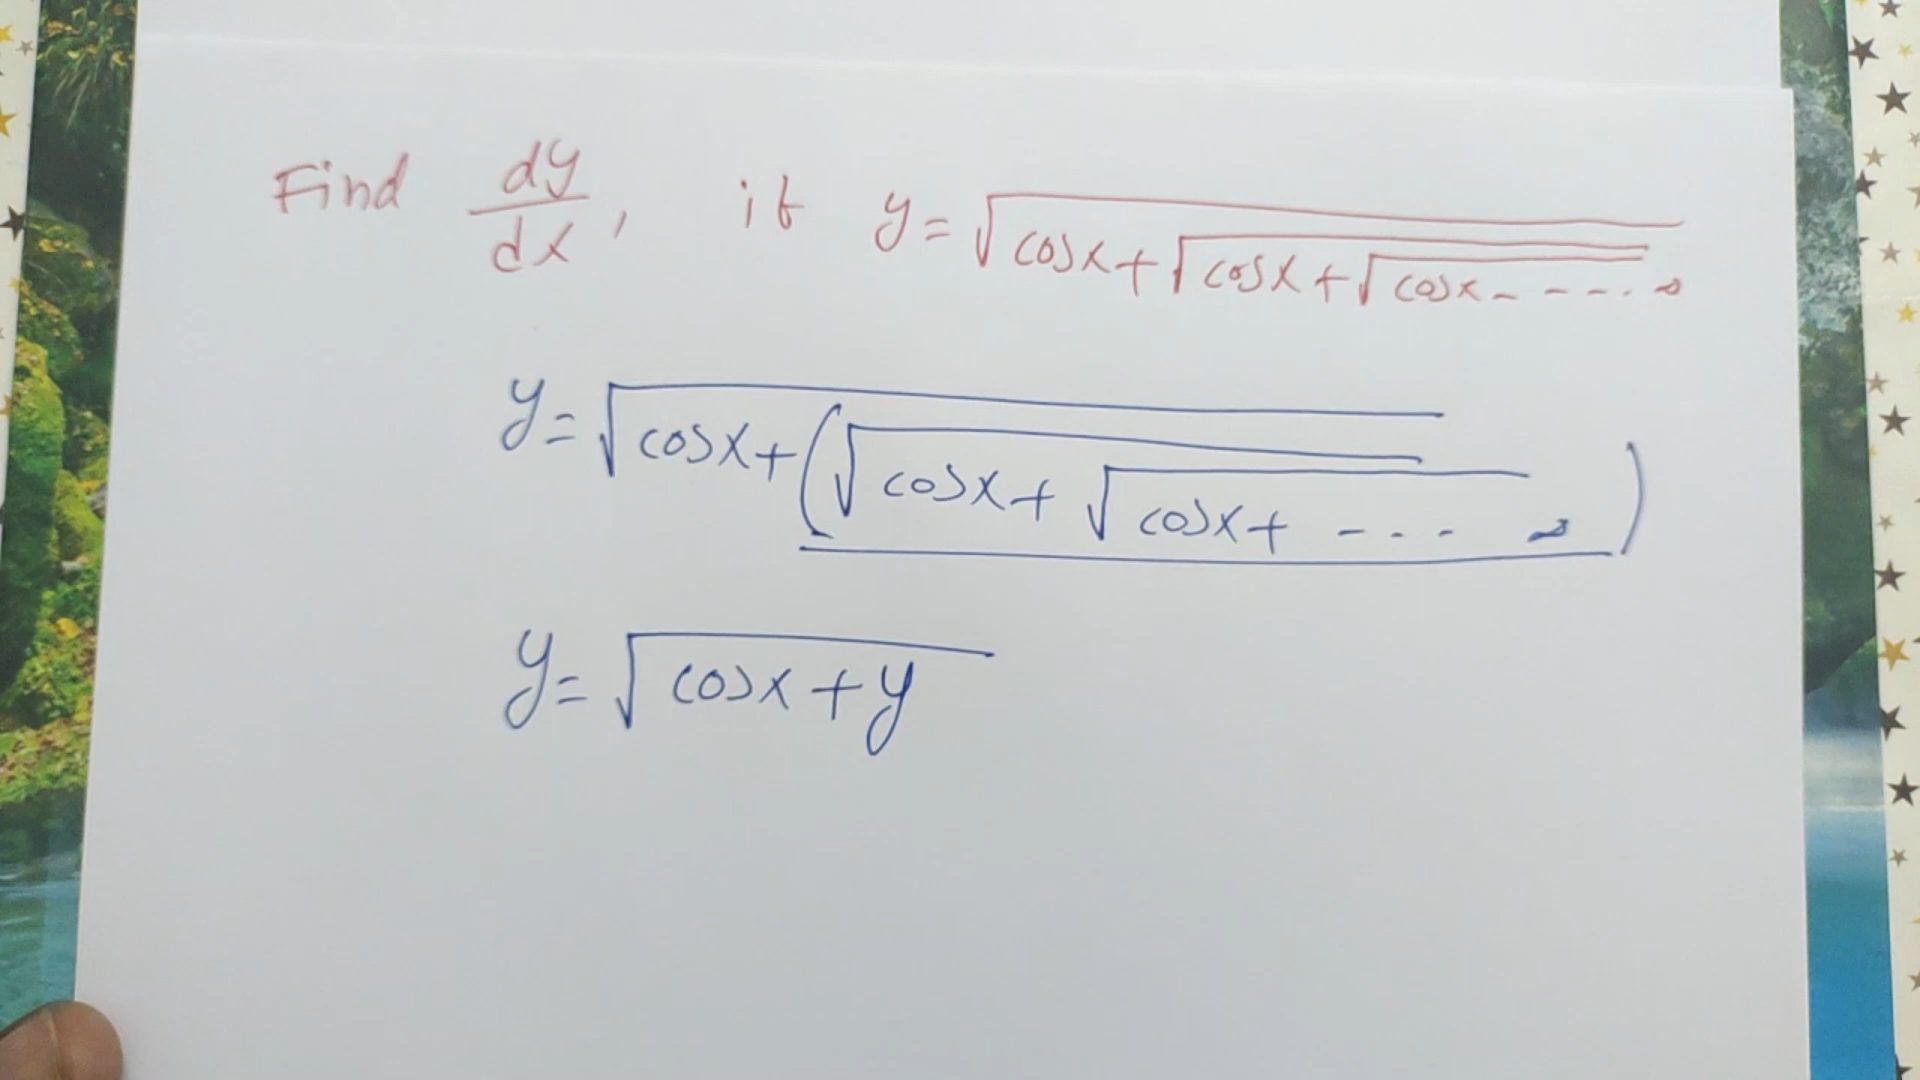 Find dy/dx, if y=√(cosx+√(cosx+√(cosx-----∞
y=√(cosx+(√(cosx+√(cosx+ ---- ∞)
y=√(cosx+y)